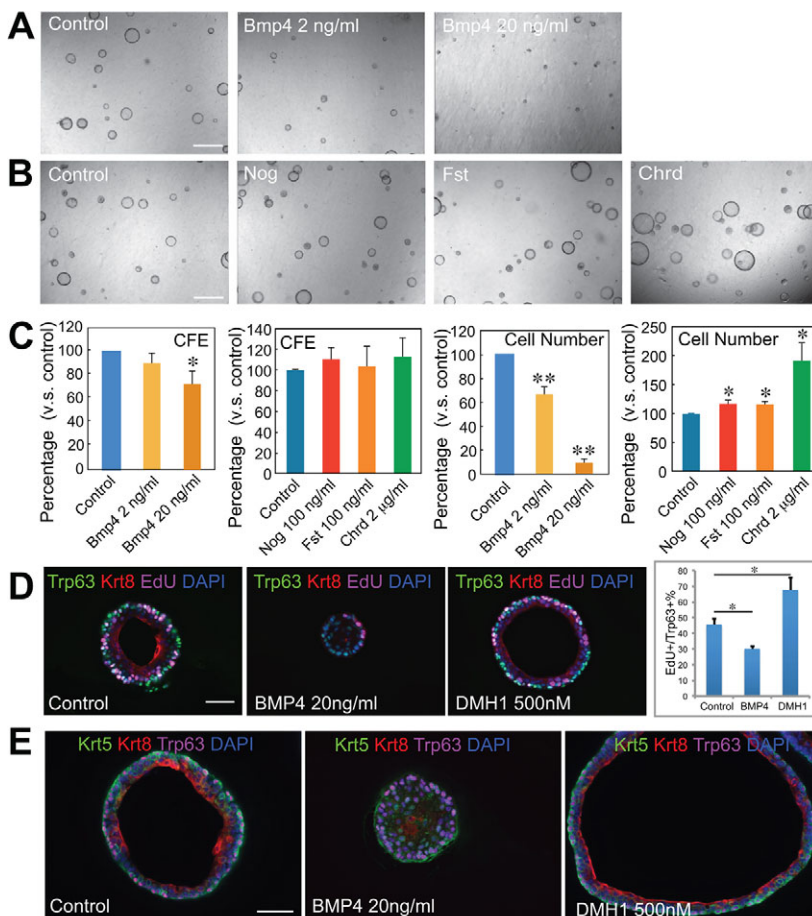 A
Control
Bmp4 2 ng/ml
Bmp4 20 ng/ml
B
Control
Nog
Fst
Chrd
C
Percentage (v.s. control)
120
100
80
60
40
20
0
CFE
*
Control
Bmp4 2 ng/ml
Bmp4 20 ng/ml
Percentage (v.s. control)
140
120
100
80
60
40
20
0
CFE
Control
Nog 100 ng/ml
Fst 100 ng/ml
Chrd 2 µg/ml
Percentage (v.s. control)
120
100
80
60
40
20
0
Cell Number
**
**
Control
Bmp4 2 ng/ml
Bmp4 20 ng/ml
Percentage (v.s. control)
250
200
150
100
50
0
Cell Number
*
*
*
Control
Nog 100 ng/ml
Fst 100 ng/ml
Chrd 2 µg/ml
D
Trp63 Krt8 EdU DAPI
Control
Trp63 Krt8 EdU DAPI
BMP4 20ng/ml
Trp63 Krt8 EdU DAPI
DMH1 500nM
EdU+/Trp63+%
80
70
60
50
40
30
20
10
0
*
*
Control
BMP4
DMH1
E
Krt5 Krt8 Trp63 DAPI
Control
Krt5 Krt8 Trp63 DAPI
BMP4 20ng/ml
Krt5 Krt8 Trp63 DAPI
DMH1 500nM